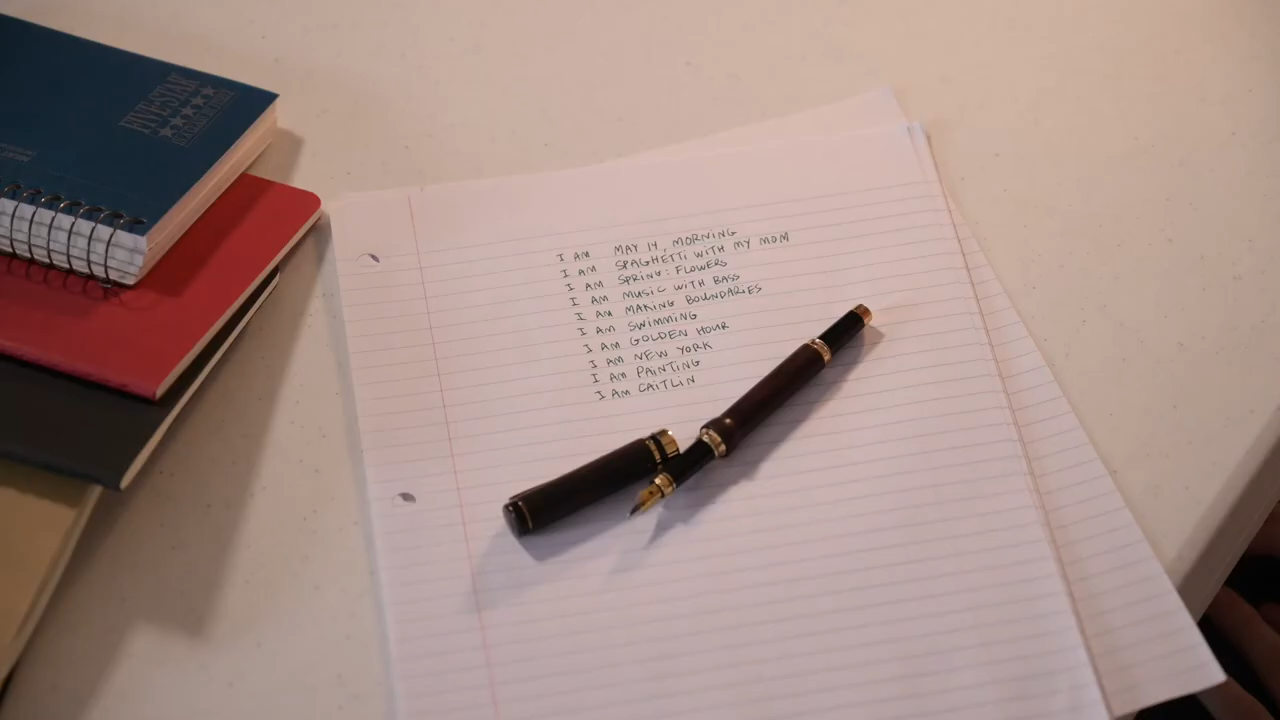 FIVE STAR
I AM MAY 14, MORNING
I AM SPAGHETTI WITH MY MOM
I AM SPRING: FLOWERS
I AM MUSIC WITH BASS
I AM MAKING BOUNDARIES
I AM SWIMMING
I AM GOLDEN HOUR
I AM NEW YORK
I AM PAINTING
I AM CAITLIN